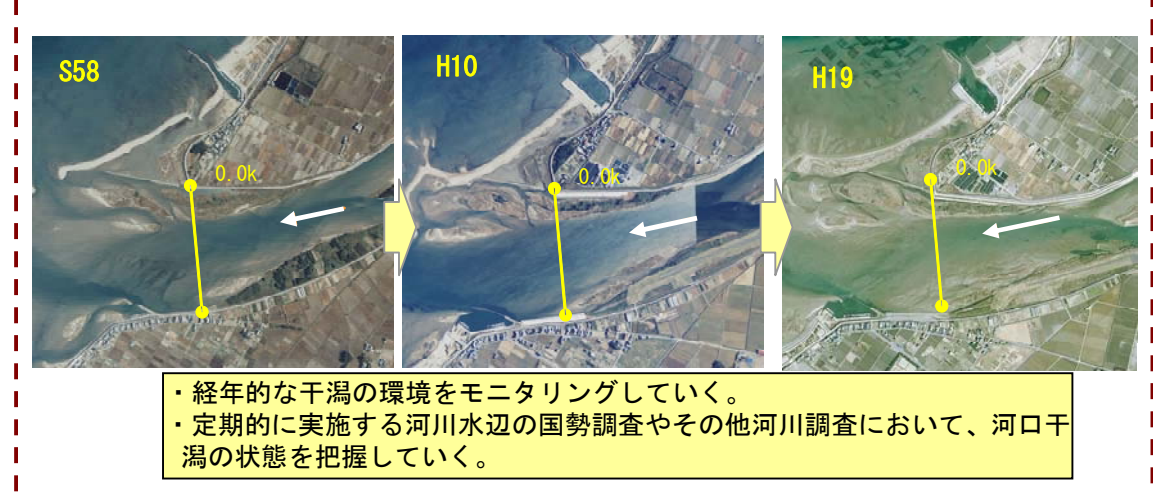 S58
H10
H19
0.0k
0.0k
0.0k
・経年的な干潟の環境をモニタリングしていく。
・定期的に実施する河川水辺の国勢調査やその他河川調査において、河口干
潟の状態を把握していく。